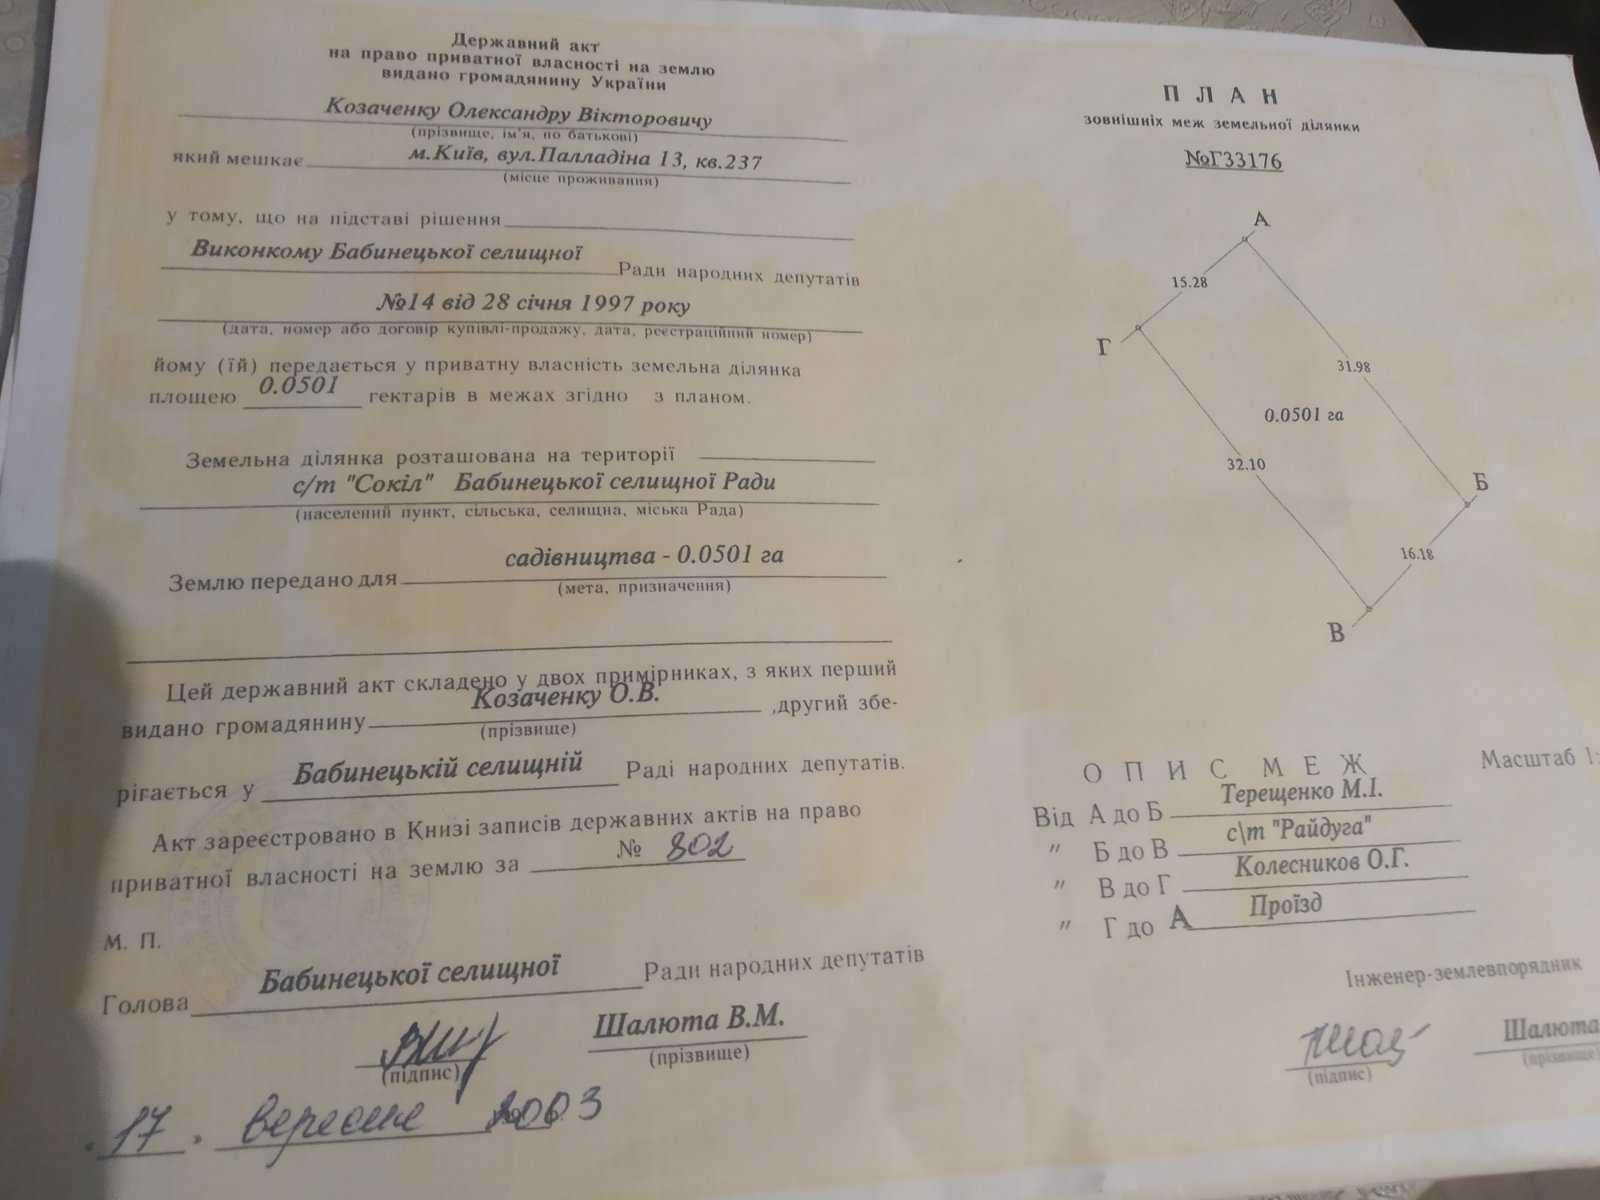 Державний акт
на право приватної власності на землю
видано громадянину України
Козаченку Олександру Вікторовичу
(прізвище, ім'я, по батькові)
який мешкає м.Київ, вул.Палладіна 13, кв.237
(місце проживання)
у тому, що на підставі рішення
Виконкому Бабинецької селищної Ради народних депутатів
№14 від 28 січня 1997 року
(дата, номер або договір купівлі-продажу, дата, реєстраційний номер)
йому (їй) передається у приватну власність земельна ділянка
площею 0.0501 гектарів в межах згідно з планом.
Земельна ділянка розташована на території
с/т "Сокіл" Бабинецької селищної Ради
(населений пункт, сільська, селищна, міська Рада)
Землю передано для садівництва - 0.0501 га
(мета, призначення)
Цей державний акт складено у двох примірниках, з яких перший
видано громадянину Козаченку О.В. ,другий збе-
(прізвище)
рігається у Бабинецькій селищній Раді народних депутатів.
Акт зареєстровано в Книзі записів державних актів на право
приватної власності на землю за № 802
М. П.
Голова Бабинецької селищної Ради народних депутатів
Шалюта В.М.
(підпис) (прізвище)
"17" вересня 2003
П Л А Н
зовнішніх меж земельної ділянки
№Г33176
А
15.28
Г
31.98
0.0501 га
32.10
Б
16.18
В
О П И С М Е Ж Масштаб 1:
Від А до Б Терещенко М.І.
" Б до В с\т "Райдуга"
" В до Г Колесников О.Г.
" Г до А Проїзд
Інженер-землевпорядник
Шалюта
(підпис) (прізвище)